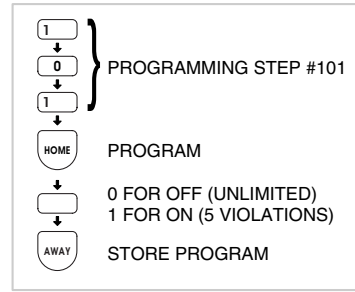 1
0
1
PROGRAMMING STEP #101
HOME
PROGRAM
0 FOR OFF (UNLIMITED)
1 FOR ON (5 VIOLATIONS)
AWAY
STORE PROGRAM